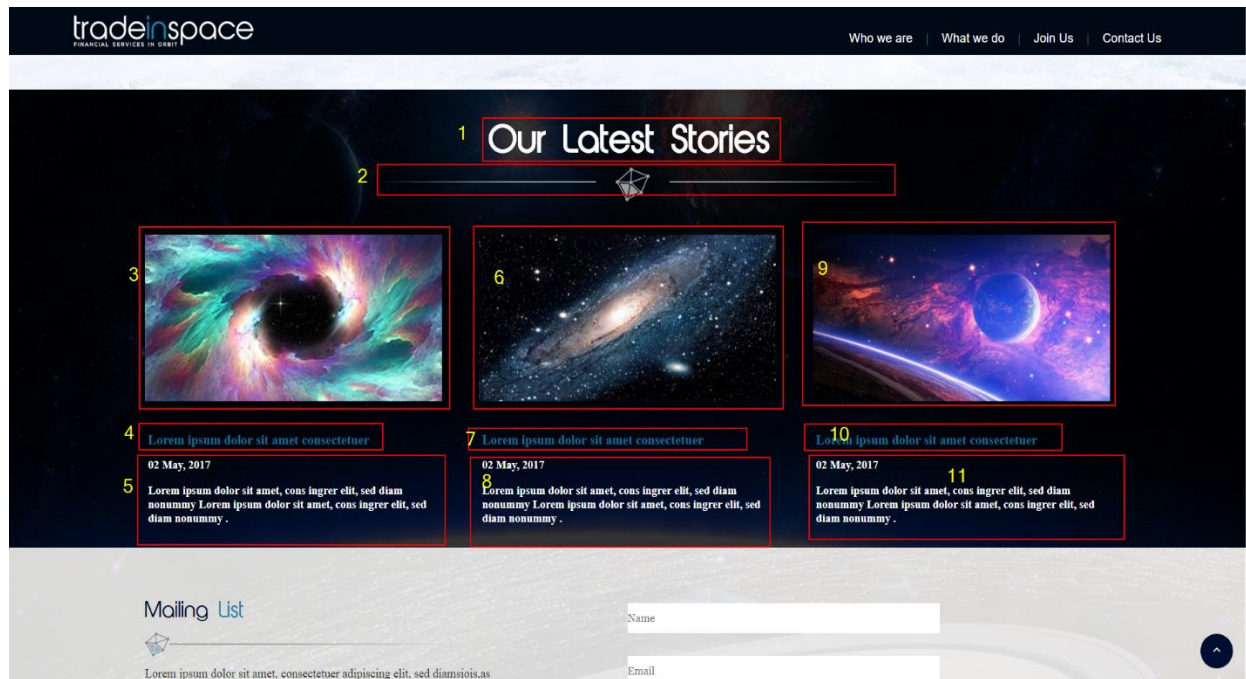 tradeinspace
FINANCIAL SERVICES IN ORBIT
Who we are | What we do | Join Us | Contact Us
1 Our Latest Stories
2
3
6
9
4 Lorem ipsum dolor sit amet consectetuer
5
02 May, 2017
Lorem ipsum dolor sit amet, cons ingrer elit, sed diam
nonummy Lorem ipsum dolor sit amet, cons ingrer elit, sed
diam nonummy .
7 Lorem ipsum dolor sit amet consectetuer
8
02 May, 2017
Lorem ipsum dolor sit amet, cons ingrer elit, sed diam
nonummy Lorem ipsum dolor sit amet, cons ingrer elit, sed
diam nonummy .
10
Lorem ipsum dolor sit amet consectetuer
11
02 May, 2017
Lorem ipsum dolor sit amet, cons ingrer elit, sed diam
nonummy Lorem ipsum dolor sit amet, cons ingrer elit, sed
diam nonummy .
Mailing List
Lorem ipsum dolor sit amet, consectetuer adipiscing elit, sed diamsiois,as
Name
Email